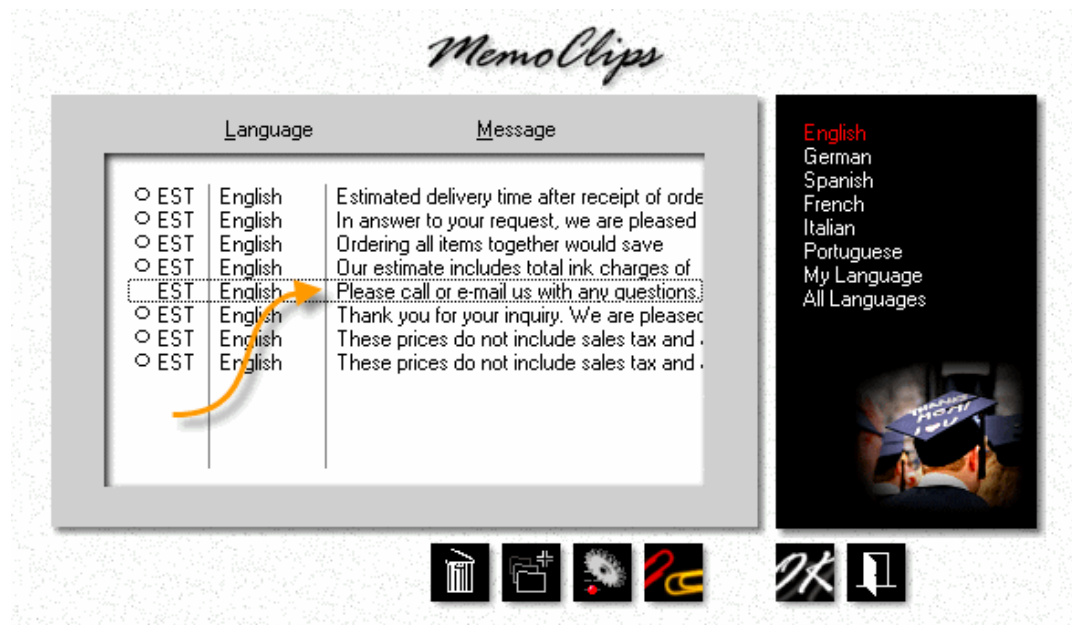 MemoClips
Language Message
EST English Estimated delivery time after receipt of orde
EST English In answer to your request, we are pleased
EST English Ordering all items together would save
EST English Our estimate includes total ink charges of
EST English Please call or e-mail us with any questions.
EST English Thank you for your inquiry. We are pleased
EST English These prices do not include sales tax and
EST English These prices do not include sales tax and
English
German
Spanish
French
Italian
Portuguese
My Language
All Languages
THANKS
MOM!
I U
OK